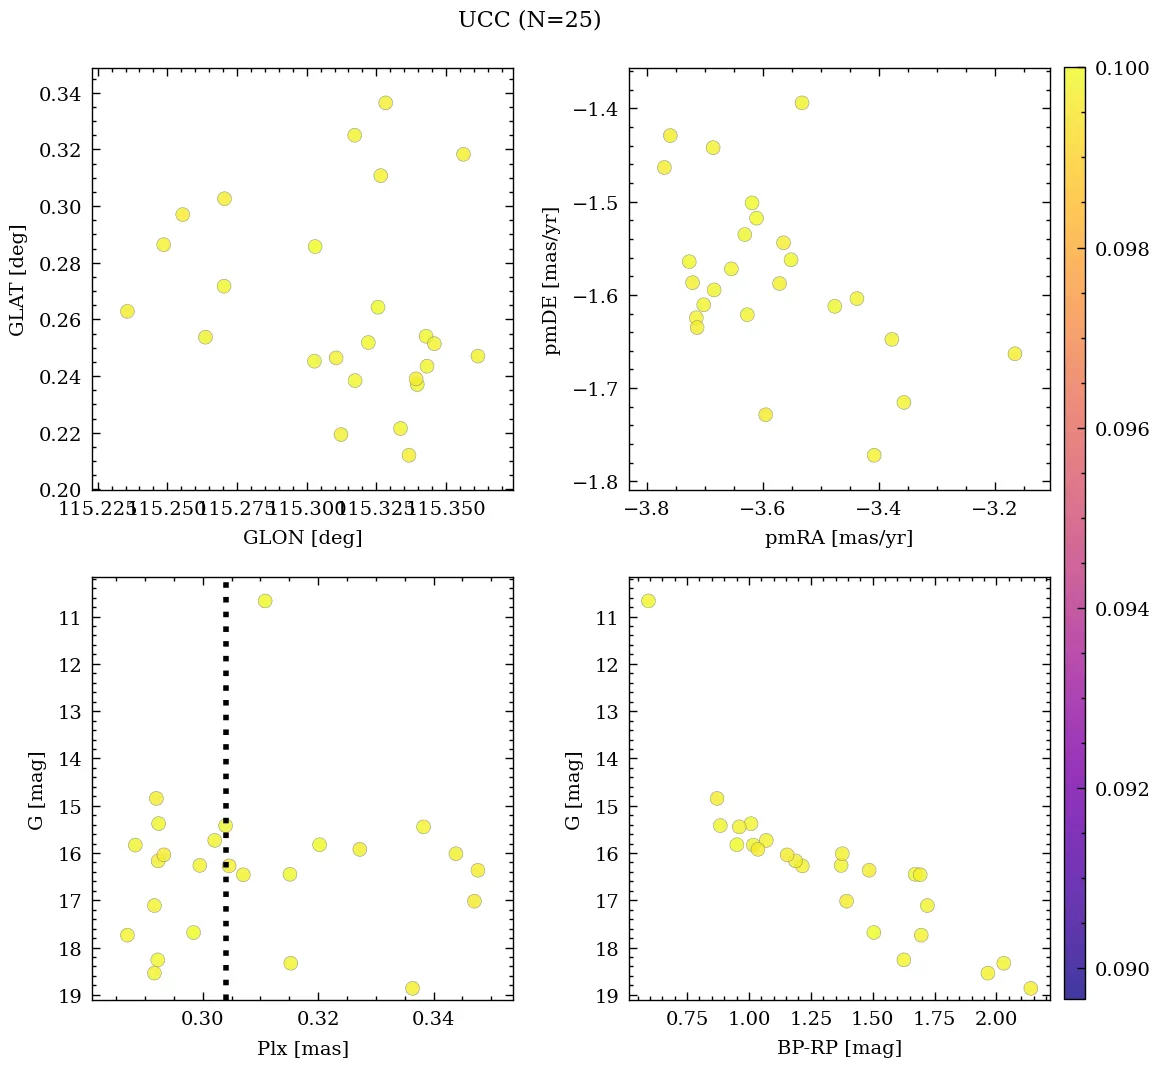 UCC (N=25)
0.34
0.32
0.30
0.28
0.26
0.24
0.22
0.20
GLAT [deg]
115.225 115.250 115.275 115.300 115.325 115.350
GLON [deg]
−1.4
−1.5
−1.6
−1.7
−1.8
pmDE [mas/yr]
−3.8 −3.6 −3.4 −3.2
pmRA [mas/yr]
11
12
13
14
15
16
17
18
19
G [mag]
0.30 0.32 0.34
Plx [mas]
11
12
13
14
15
16
17
18
19
G [mag]
0.75 1.00 1.25 1.50 1.75 2.00
BP-RP [mag]
0.100
0.098
0.096
0.094
0.092
0.090